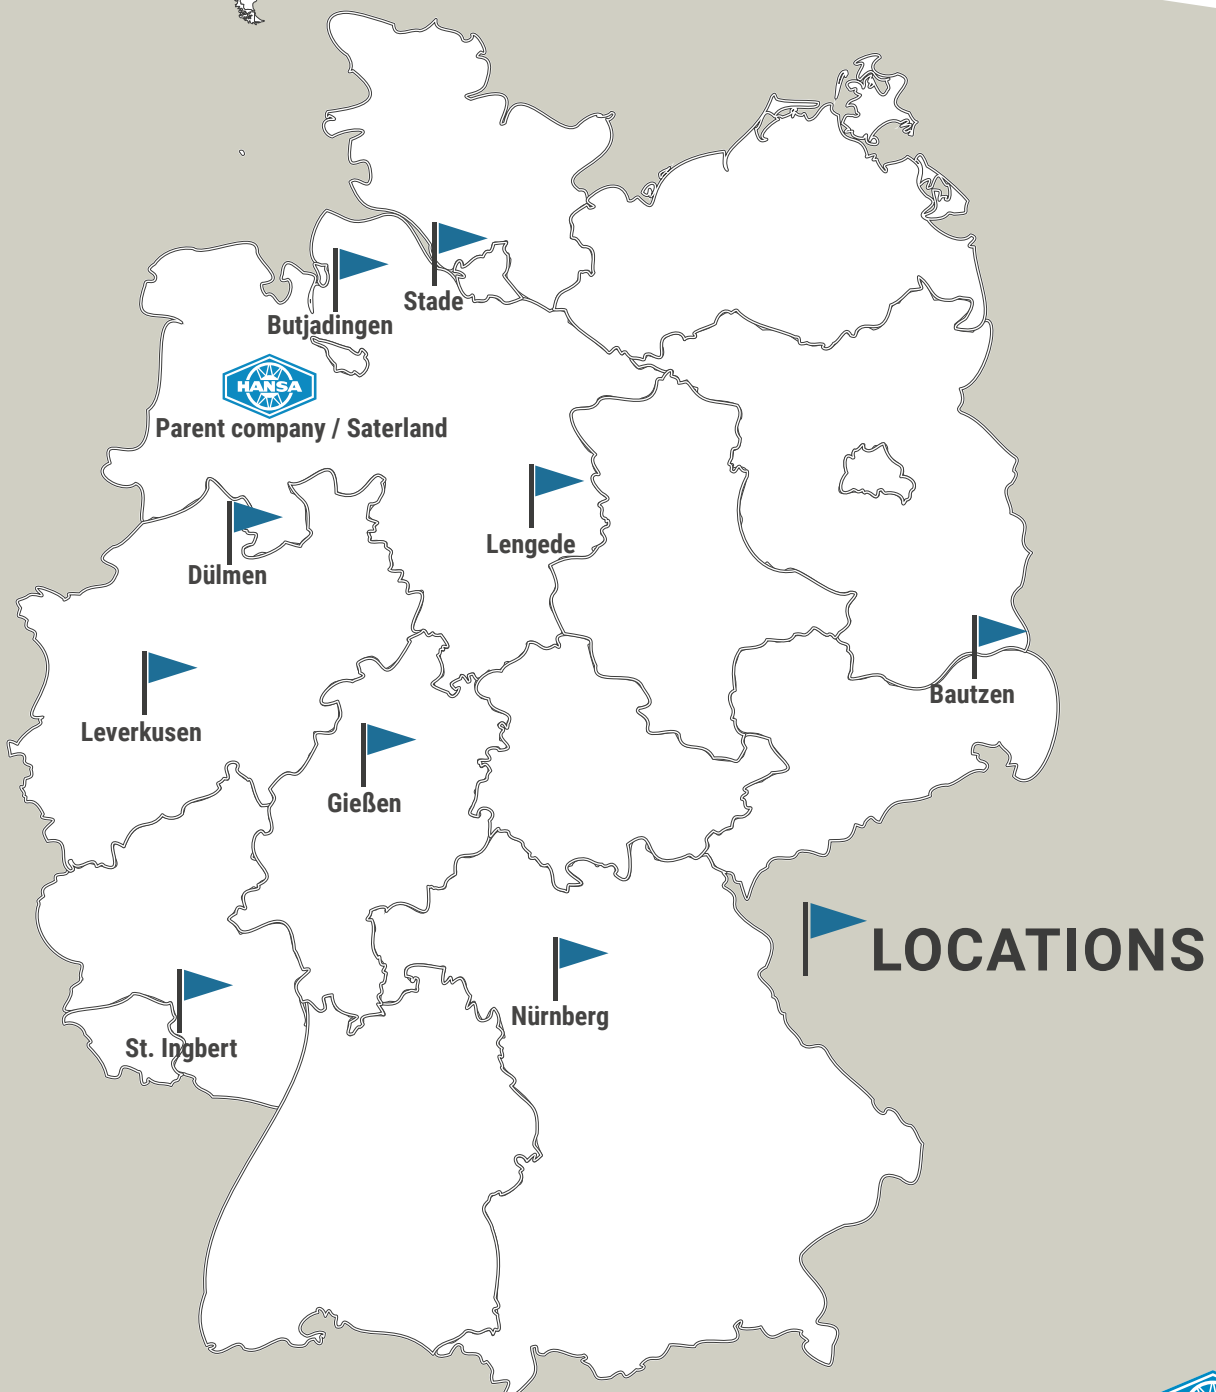 Stade
Butjadingen
HANSA
Parent company / Saterland
Lengede
Dülmen
Bautzen
Leverkusen
Gießen
LOCATIONS
Nürnberg
St. Ingbert